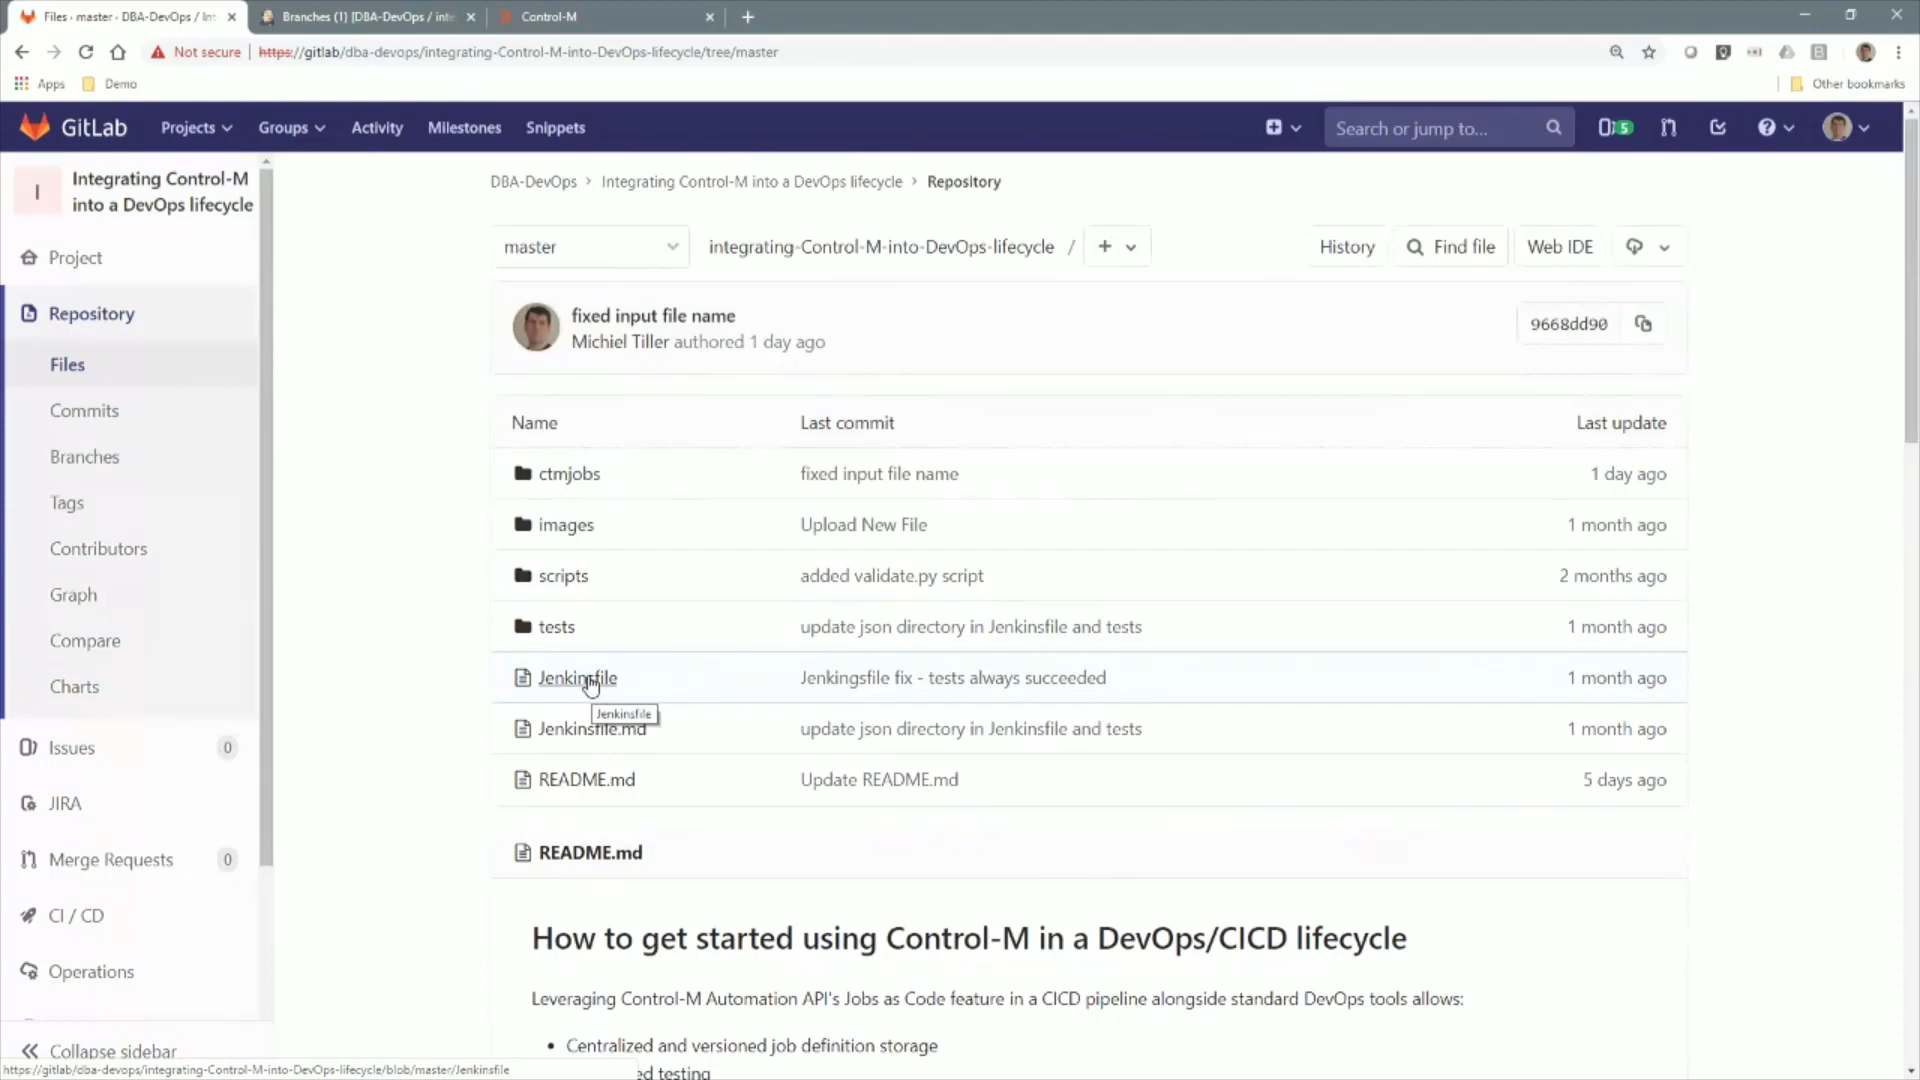 Files · master · DBA-DevOps / Int
Branches (1) [DBA-DevOps / inte
Control-M
Not secure
https://gitlab/dba-devops/integrating-Control-M-into-DevOps-lifecycle/tree/master
Apps
Demo
Other bookmarks
GitLab
Projects
Groups
Activity
Milestones
Snippets
Search or jump to...
5
I
Integrating Control-M
into a DevOps lifecycle
Project
Repository
Files
Commits
Branches
Tags
Contributors
Graph
Compare
Charts
Issues
0
JIRA
Merge Requests
0
CI / CD
Operations
Collapse sidebar
DBA-DevOps > Integrating Control-M into a DevOps lifecycle > Repository
master
integrating-Control-M-into-DevOps-lifecycle / +
History
Find file
Web IDE
fixed input file name
Michiel Tiller authored 1 day ago
9668dd90
Name Last commit Last update
ctmjobs fixed input file name 1 day ago
images Upload New File 1 month ago
scripts added validate.py script 2 months ago
tests update json directory in Jenkinsfile and tests 1 month ago
Jenkinsfile Jenkingsfile fix - tests always succeeded 1 month ago
Jenkinsfile
Jenkinsfile.md update json directory in Jenkinsfile and tests 1 month ago
README.md Update README.md 5 days ago
README.md
How to get started using Control-M in a DevOps/CICD lifecycle
Leveraging Control-M Automation API's Jobs as Code feature in a CICD pipeline alongside standard DevOps tools allows:
• Centralized and versioned job definition storage
ed testing
https://gitlab/dba-devops/integrating-Control-M-into-DevOps-lifecycle/blob/master/Jenkinsfile